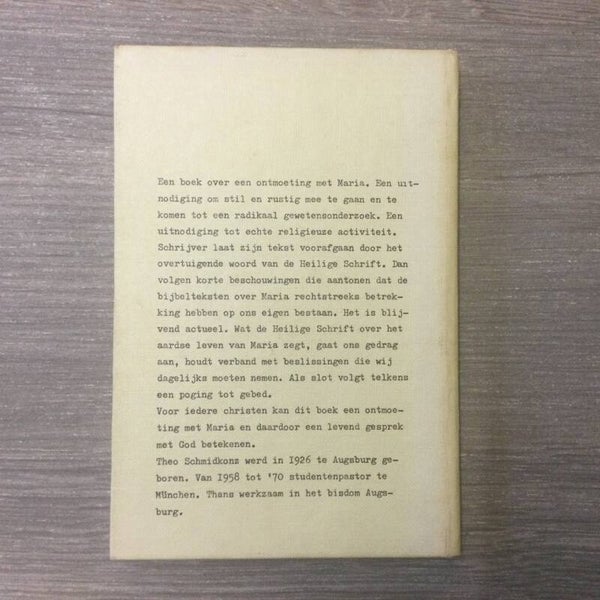 Een boek over een ontmoeting met Maria. Een uit-
nodiging om stil en rustig mee te gaan en te
komen tot een radikaal gewetensonderzoek. Een
uitnodiging tot echte religieuze activiteit.
Schrijver laat zijn tekst voorafgaan door het
overtuigende woord van de Heilige Schrift. Dan
volgen korte beschouwingen die aantonen dat de
bijbelteksten over Maria rechtstreeks betrek-
king hebben op ons eigen bestaan. Het is blij-
vend actueel. Wat de Heilige Schrift over het
aardse leven van Maria zegt, gaat ons gedrag
aan, houdt verband met beslissingen die wij
dagelijks moeten nemen. Als slot volgt telkens
een poging tot gebed.
Voor iedere christen kan dit boek een ontmoe-
ting met Maria en daardoor een levend gesprek
met God betekenen.
Theo Schmidkonz werd in 1926 te Augsburg ge-
boren. Van 1958 tot '70 studentenpastor te
München. Thans werkzaam in het bisdom Augs-
burg.